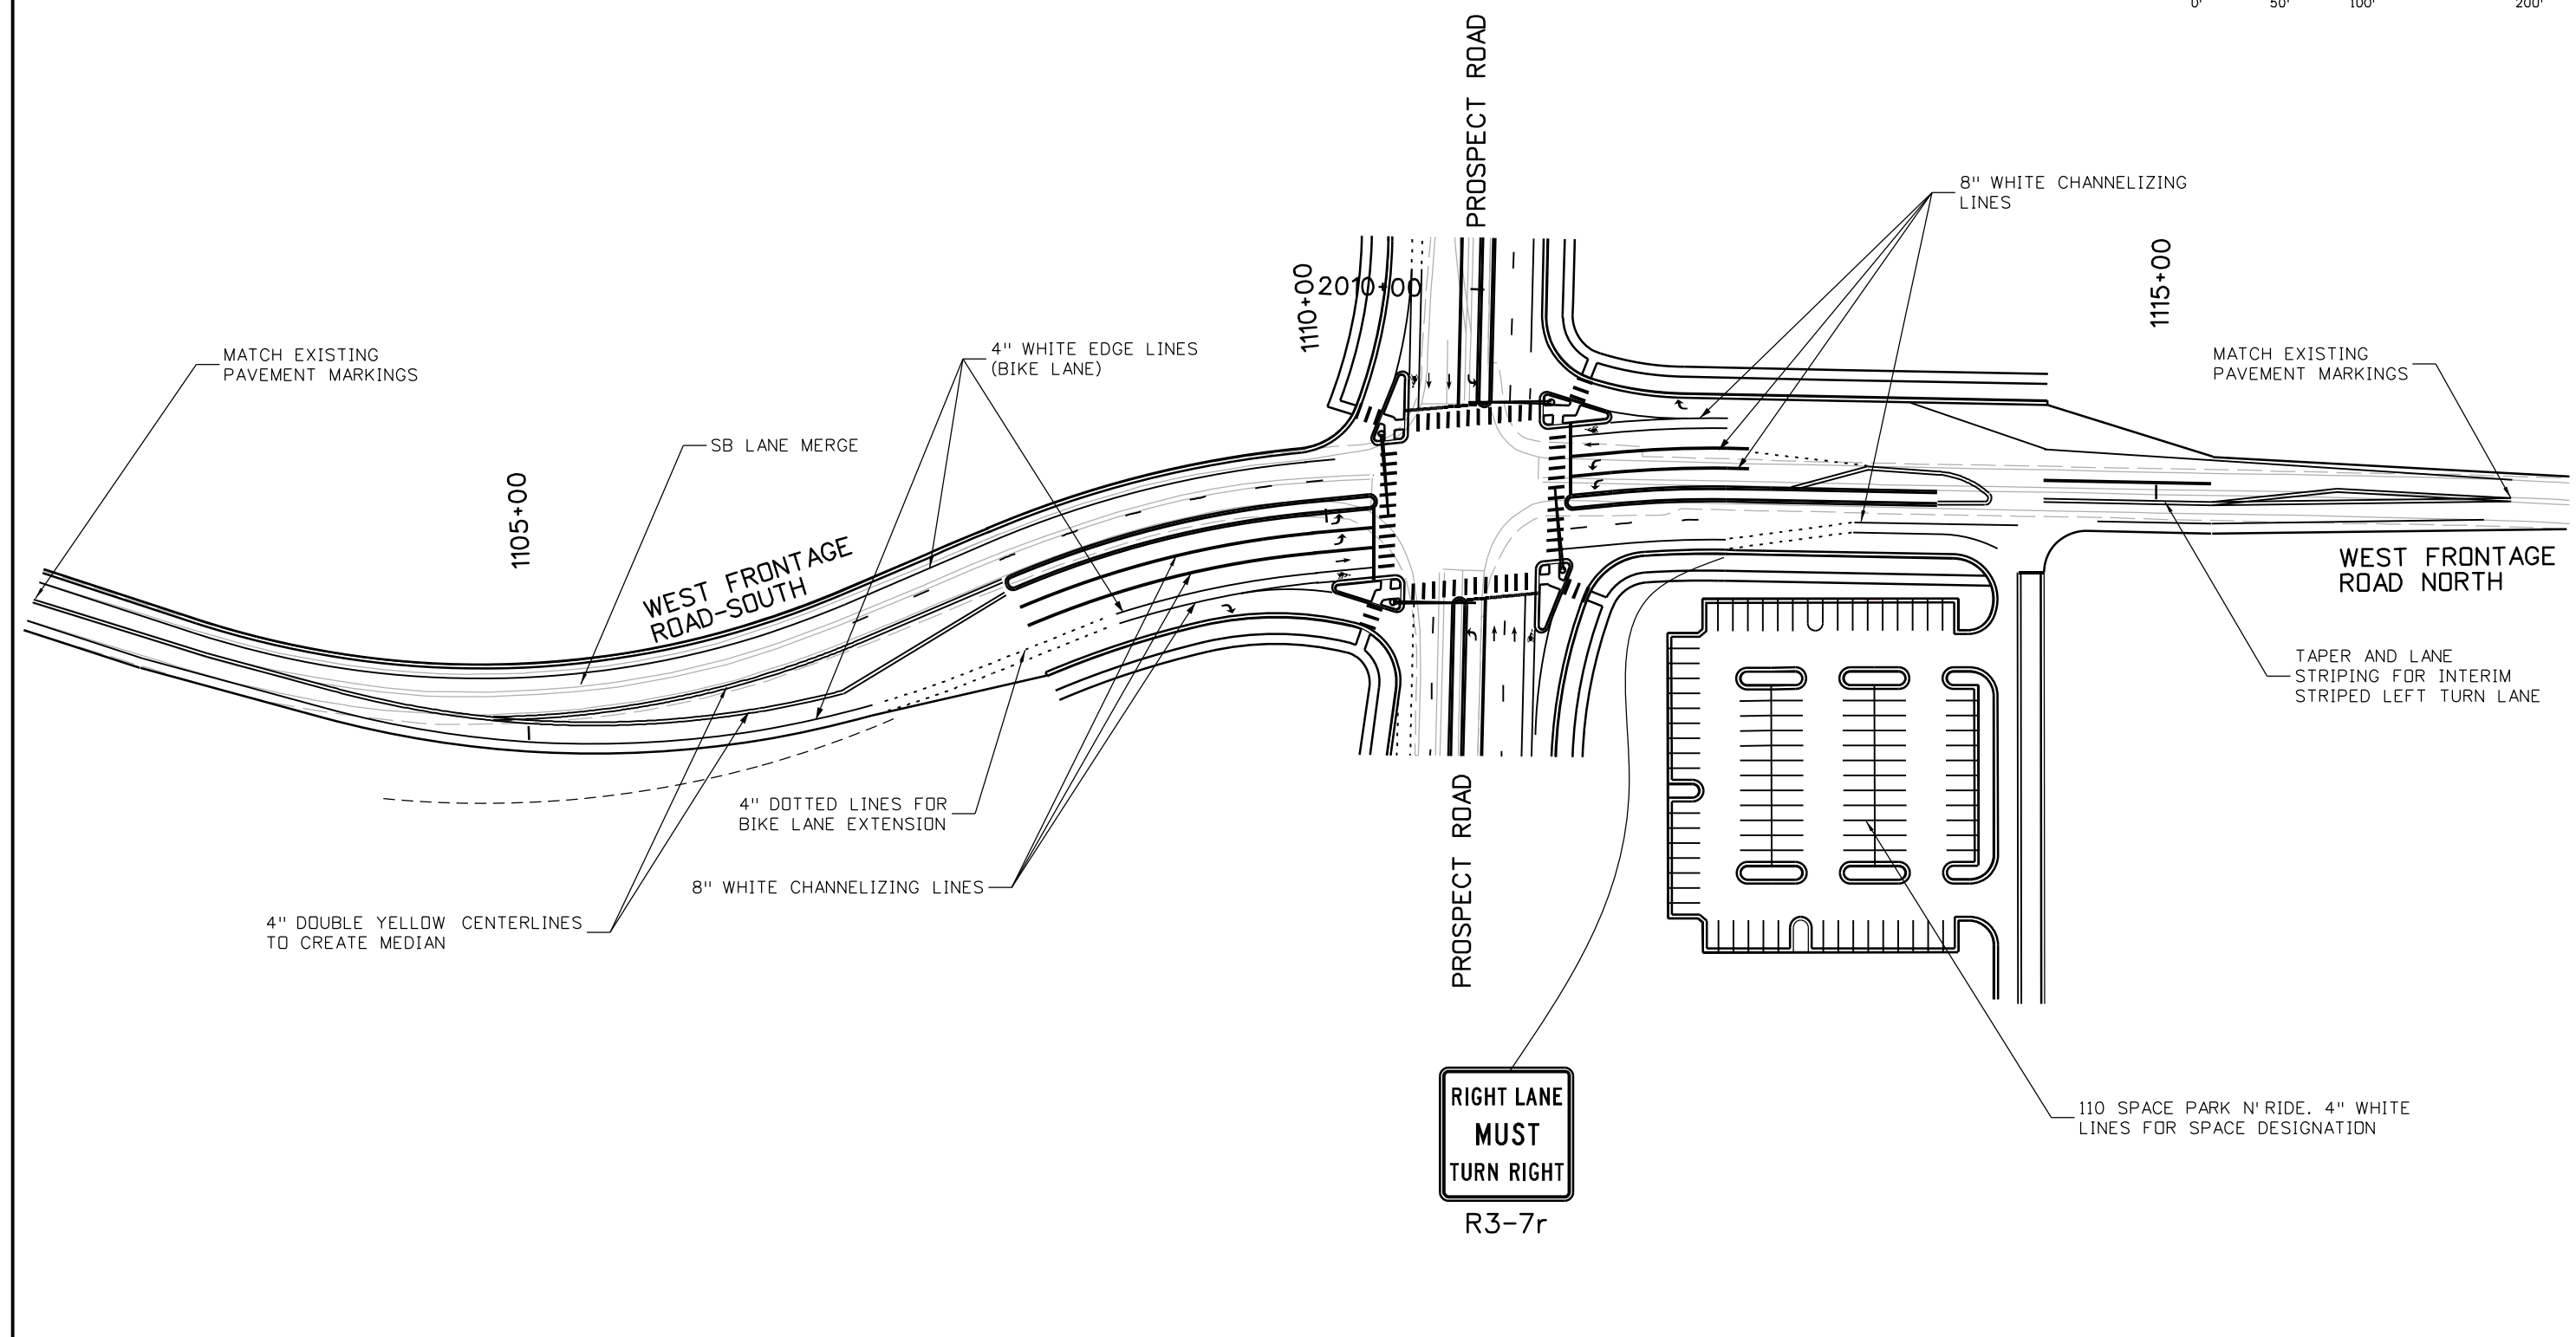 0' 50' 100' 200'
PROSPECT ROAD
8" WHITE CHANNELIZING
LINES
1110+00
2010+00
1115+00
MATCH EXISTING
PAVEMENT MARKINGS
4" WHITE EDGE LINES
(BIKE LANE)
MATCH EXISTING
PAVEMENT MARKINGS
SB LANE MERGE
1105+00
WEST FRONTAGE
ROAD-SOUTH
WEST FRONTAGE
ROAD NORTH
TAPER AND LANE
STRIPING FOR INTERIM
STRIPED LEFT TURN LANE
4" DOTTED LINES FOR
BIKE LANE EXTENSION
PROSPECT ROAD
8" WHITE CHANNELIZING LINES
4" DOUBLE YELLOW CENTERLINES
TO CREATE MEDIAN
RIGHT LANE
MUST
TURN RIGHT
R3-7r
110 SPACE PARK N'RIDE. 4" WHITE
LINES FOR SPACE DESIGNATION